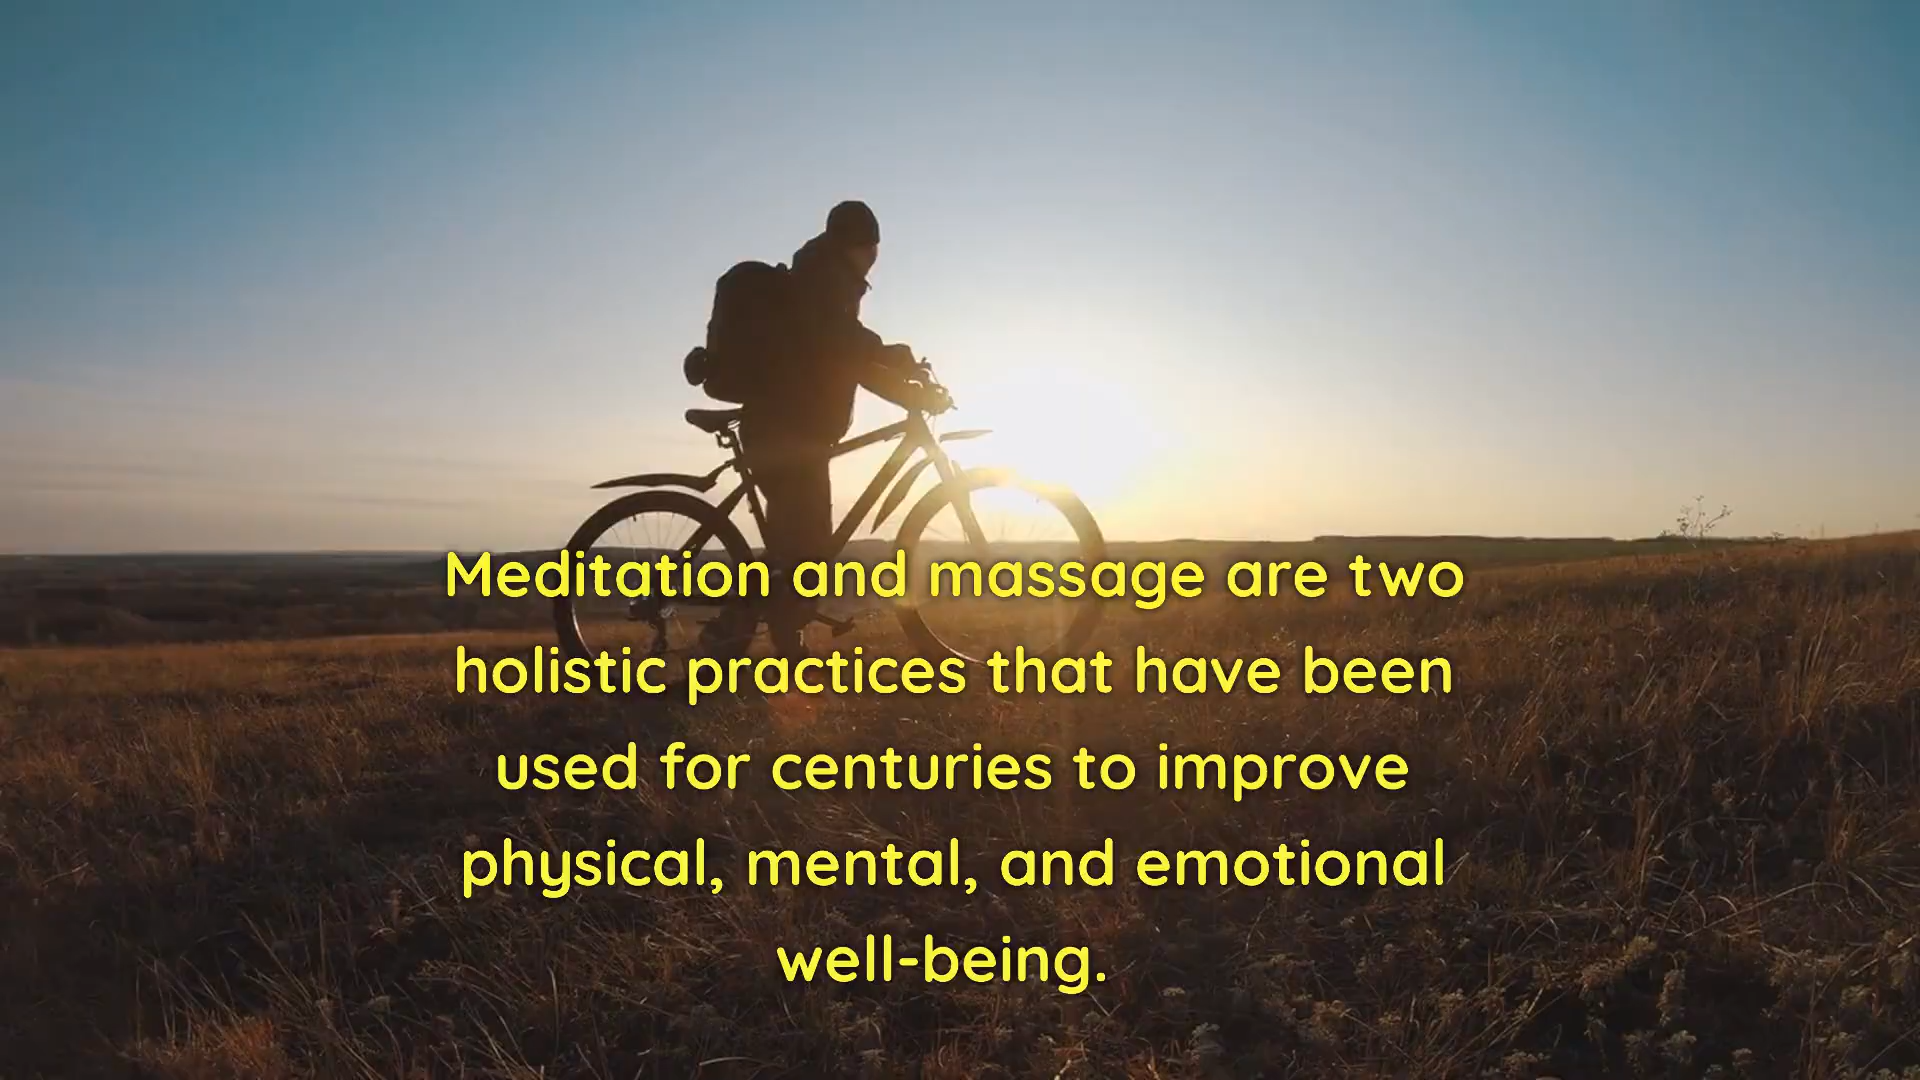 Meditation and massage are two
holistic practices that have been
used for centuries to improve
physical, mental, and emotional
well-being.